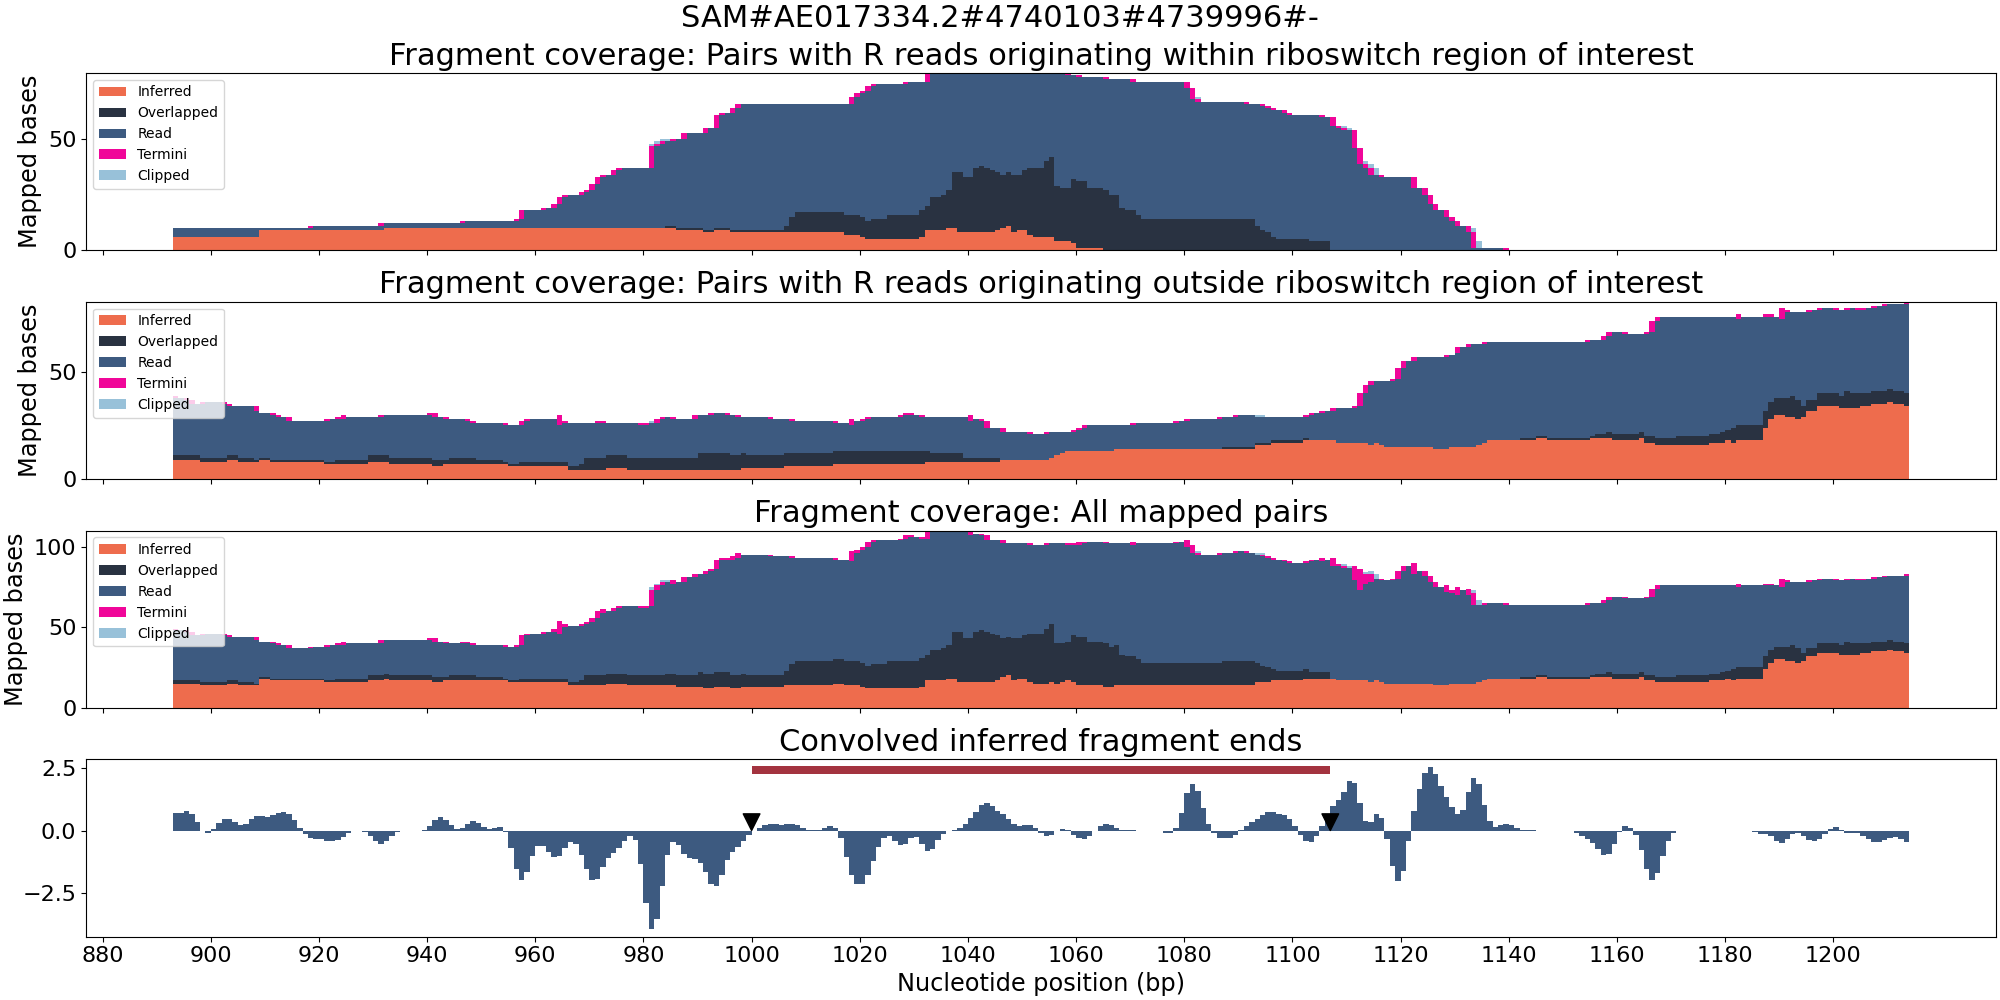 SAM#AE017334.2#4740103#4739996#-
Fragment coverage: Pairs with R reads originating within riboswitch region of interest
Mapped bases
50
0
Inferred
Overlapped
Read
Termini
Clipped
Fragment coverage: Pairs with R reads originating outside riboswitch region of interest
Mapped bases
50
0
Inferred
Overlapped
Read
Termini
Clipped
Fragment coverage: All mapped pairs
Mapped bases
100
50
0
Inferred
Overlapped
Read
Termini
Clipped
Convolved inferred fragment ends
2.5
0.0
−2.5
880 900 920 940 960 980 1000 1020 1040 1060 1080 1100 1120 1140 1160 1180 1200
Nucleotide position (bp)